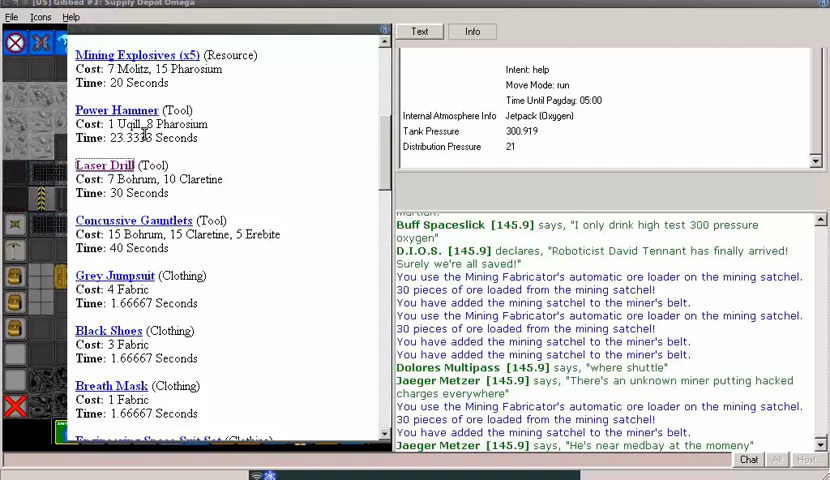 [US] Gibbed #3: Supply Depot Omega
File Icons Help
Mining Explosives (x5) (Resource)
Cost: 7 Molitz, 15 Pharosium
Time: 20 Seconds
Power Hammer (Tool)
Cost: 1 Uqill, 8 Pharosium
Time: 23.3333 Seconds
Laser Drill (Tool)
Cost: 7 Bohrum, 10 Claretine
Time: 30 Seconds
Concussive Gauntlets (Tool)
Cost: 15 Bohrum, 15 Claretine, 5 Erebite
Time: 40 Seconds
Grey Jumpsuit (Clothing)
Cost: 4 Fabric
Time: 1.66667 Seconds
Black Shoes (Clothing)
Cost: 3 Fabric
Time: 1.66667 Seconds
Breath Mask (Clothing)
Cost: 1 Fabric
Time: 1.66667 Seconds
Engineering Space Suit Set (Clothing)
Text Info
Intent: help
Move Mode: run
Time Until Payday: 05:00
Internal Atmosphere Info Jetpack (Oxygen)
Tank Pressure 300.919
Distribution Pressure 21
martian!
Buff Spaceslick [145.9] says, "I only drink high test 300 pressure
oxygen"
D.I.O.S. [145.9] declares, "Roboticist David Tennant has finally arrived!
Surely we're all saved!"
You use the Mining Fabricator's automatic ore loader on the mining satchel.
30 pieces of ore loaded from the mining satchel!
You have added the mining satchel to the miner's belt.
You use the Mining Fabricator's automatic ore loader on the mining satchel.
30 pieces of ore loaded from the mining satchel!
You have added the mining satchel to the miner's belt.
Dolores Multipass [145.9] says, "where shuttle"
Jaeger Metzer [145.9] says, "There's an unknown miner putting hacked
charges everywhere"
You use the Mining Fabricator's automatic ore loader on the mining satchel.
30 pieces of ore loaded from the mining satchel!
You have added the mining satchel to the miner's belt.
Jaeger Metzer [145.9] says, "He's near medbay at the momeny"
Chat Host...